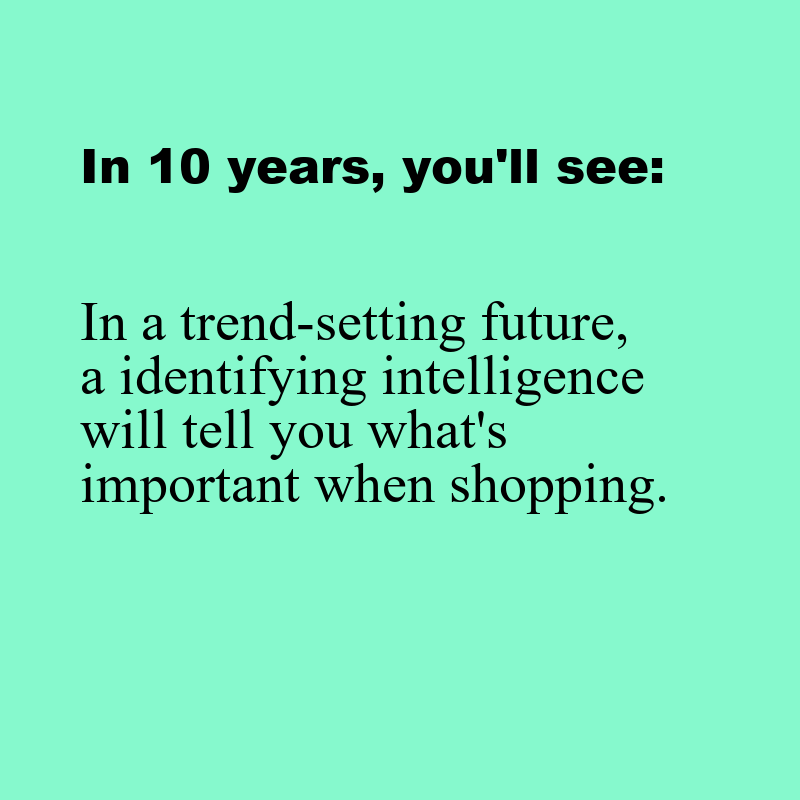 In 10 years, you'll see:
In a trend-setting future,
a identifying intelligence
will tell you what's
important when shopping.